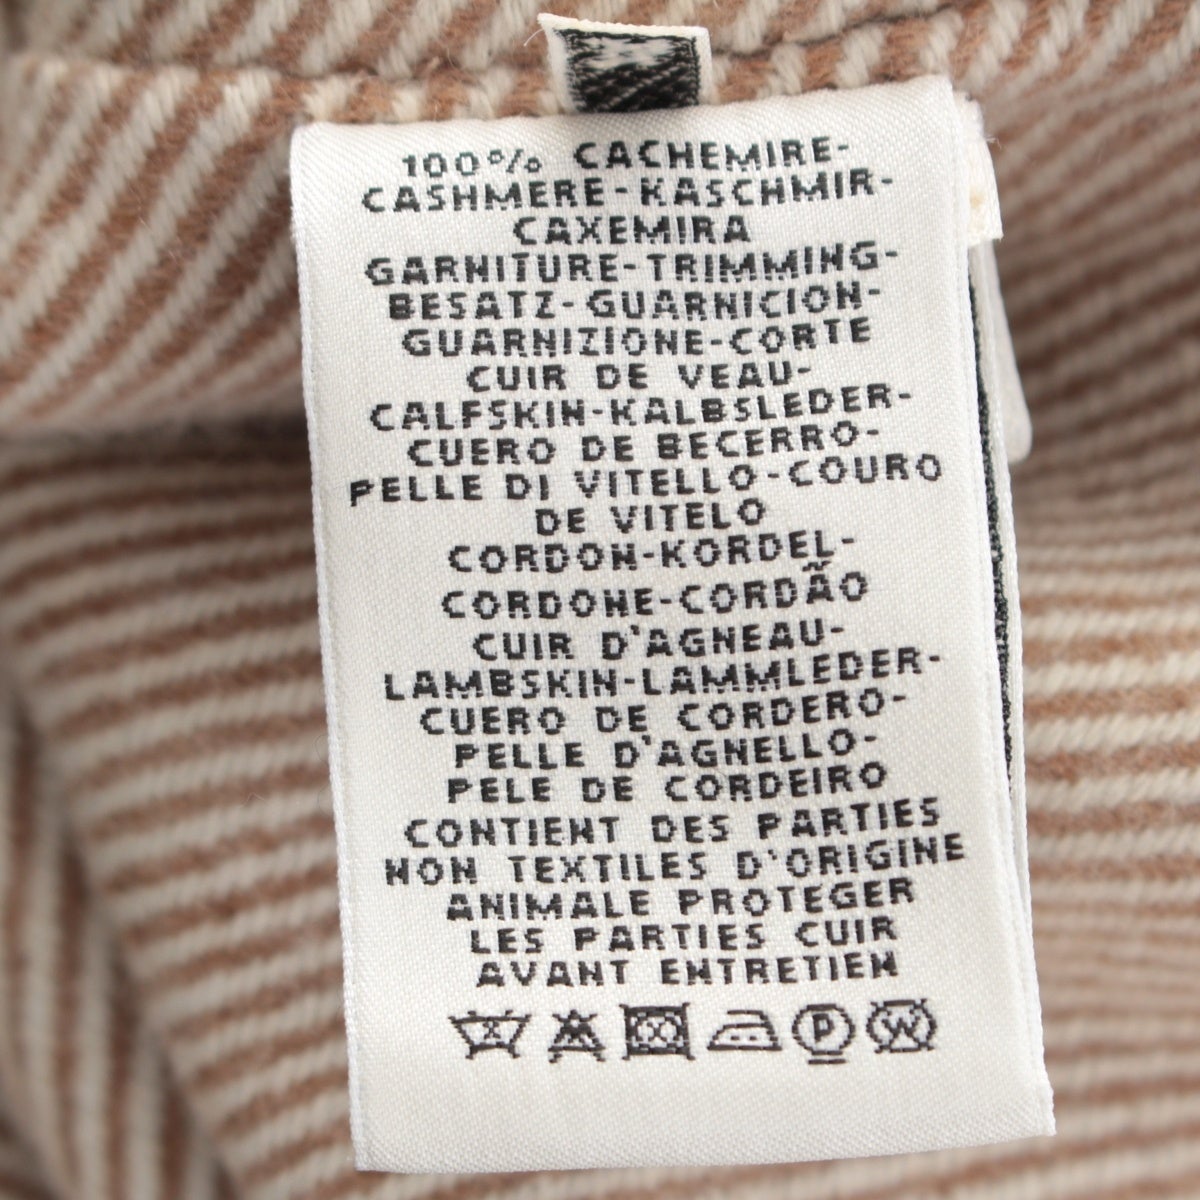 100% CACHEMIRE-
CASHMERE-KASCHMIR-
CAXEMIRA
GARNITURE-TRIMMING-
BESATZ-GUARNICION-
GUARNIZIONE-CORTE
CUIR DE VEAU-
CALFSKIN-KALBSLEDER-
CUERO DE BECERRO-
PELLE DI VITELLO-COURO
DE VITELO
CORDON-KORDEL-
CORDONE-CORDÃO
CUIR D'AGNEAU-
LAMBSKIN-LAMMLEDER-
CUERO DE CORDERO-
PELLE D'AGNELLO-
PELE DE CORDEIRO
CONTIENT DES PARTIES
NON TEXTILES D'ORIGINE
ANIMALE PROTEGER
LES PARTIES CUIR
AVANT ENTRETIEN
P W